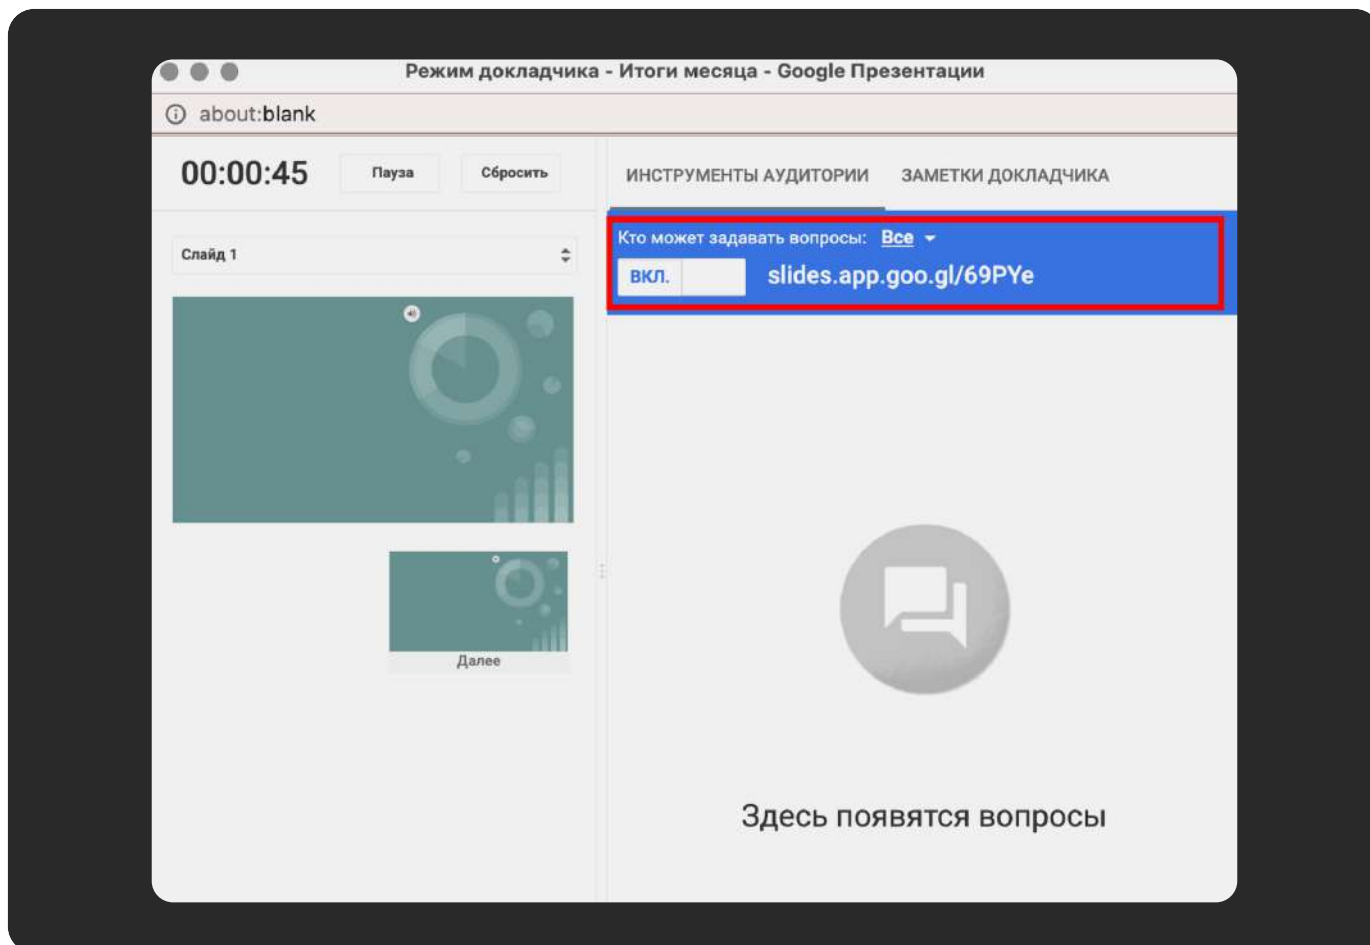 Режим докладчика - Итоги месяца - Google Презентации
about:blank
00:00:45
Пауза
Сбросить
ИНСТРУМЕНТЫ АУДИТОРИИ
ЗАМЕТКИ ДОКЛАДЧИКА
Слайд 1
Кто может задавать вопросы: Все
ВКЛ.
slides.app.goo.gl/69PYe
Далее
Здесь появятся вопросы